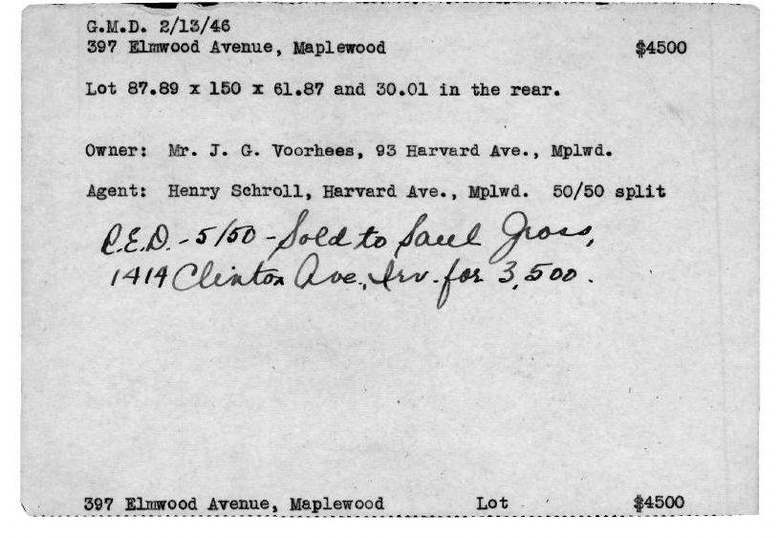 G.M.D. 2/13/46
397 Elmwood Avenue, Maplewood $4500
Lot 87.89 x 150 x 61.87 and 30.01 in the rear.
Owner: Mr. J. G. Voorhees, 93 Harvard Ave., Mplwd.
Agent: Henry Schroll, Harvard Ave., Mplwd. 50/50 split
R.E.D. - 5/50 - Sold to Saul Gross,
1414 Clinton Ave., Irv. for 3,500.
397 Elmwood Avenue, Maplewood Lot $4500